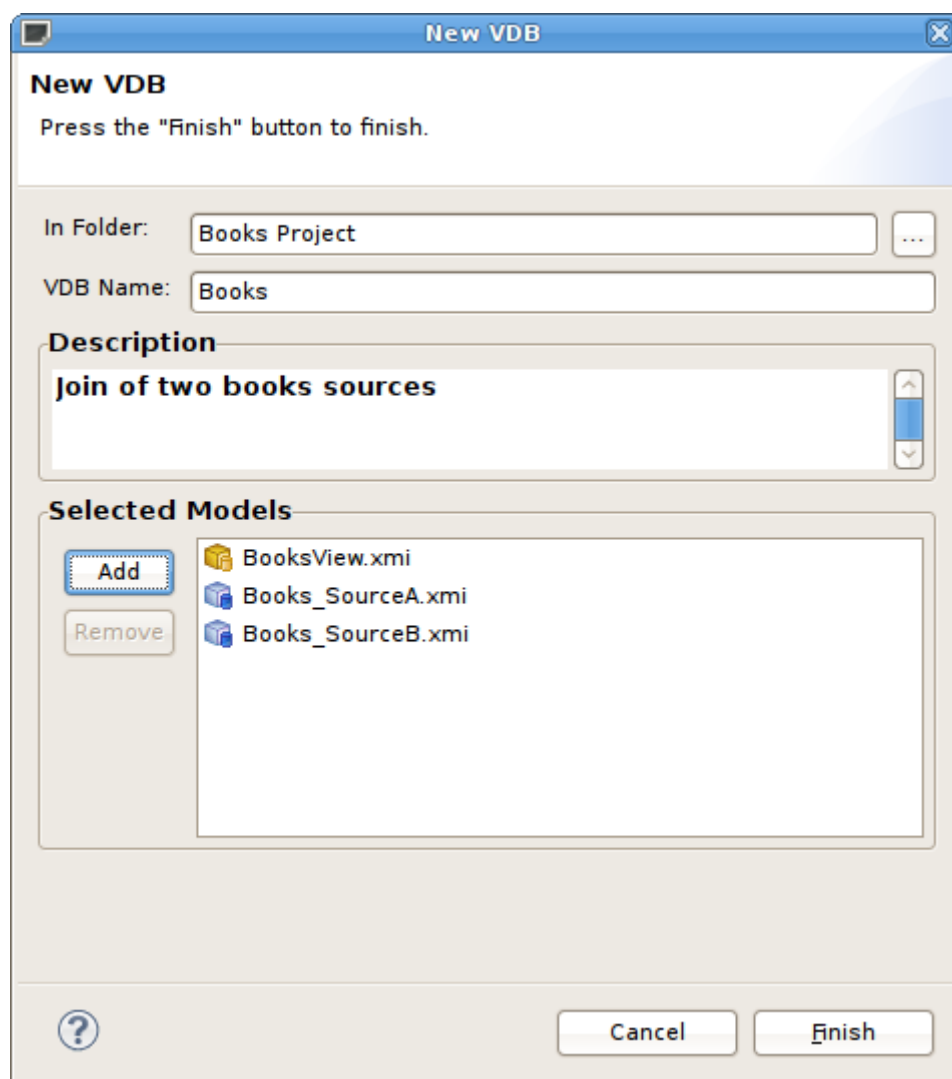 New VDB
New VDB
Press the "Finish" button to finish.
In Folder: Books Project ...
VDB Name: Books
Description
Join of two books sources
Selected Models
Add
Remove
BooksView.xmi
Books_SourceA.xmi
Books_SourceB.xmi
?
Cancel
Finish